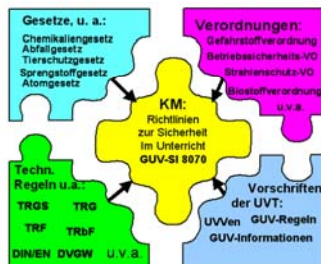 Gesetze, u. a.:
Chemikaliengesetz
Abfallgesetz
Tierschutzgesetz
Sprengstoffgesetz
Atomgesetz
Verordnungen:
Gefahrstoffverordnung
Betriebssicherheits-VO
Strahlenschutz-VO
Biostoffverordnung
u.v.a.
KM:
Richtlinien
zur Sicherheit
Im Unterricht
GUV-SI 8070
Techn.
Regeln u.a.:
TRGS TRG
TRF TRbF
DIN/EN DVGW u.v.a.
Vorschriften
der UVT:
UVVen GUV-Regeln
GUV-Informationen